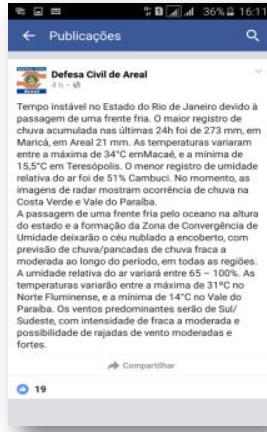 36% 16:11
Publicações
Areal
Defesa Civil de Areal
4 h
Tempo instável no Estado do Rio de Janeiro devido à
passagem de uma frente fria. O maior registro de
chuva acumulada nas últimas 24h foi de 273 mm, em
Maricá, em Areal 21 mm. As temperaturas variaram
entre a máxima de 34°C emMacaé, e a mínima de
15,5°C em Teresópolis. O menor registro de umidade
relativa do ar foi de 51% Cambuci. No momento, as
imagens de radar mostram ocorrência de chuva na
Costa Verde e Vale do Paraíba.
A passagem de uma frente fria pelo oceano na altura
do estado e a formação da Zona de Convergência de
Umidade deixarão o céu nublado a encoberto, com
previsão de chuva/pancadas de chuva fraca a
moderada ao longo do período, em todas as regiões.
A umidade relativa do ar variará entre 65 – 100%. As
temperaturas variarão entre a máxima de 31ºC no
Norte Fluminense, e a mínima de 14°C no Vale do
Paraíba. Os ventos predominantes serão de Sul/
Sudeste, com intensidade de fraca a moderada e
possibilidade de rajadas de vento moderadas e
fortes.
Compartilhar
19